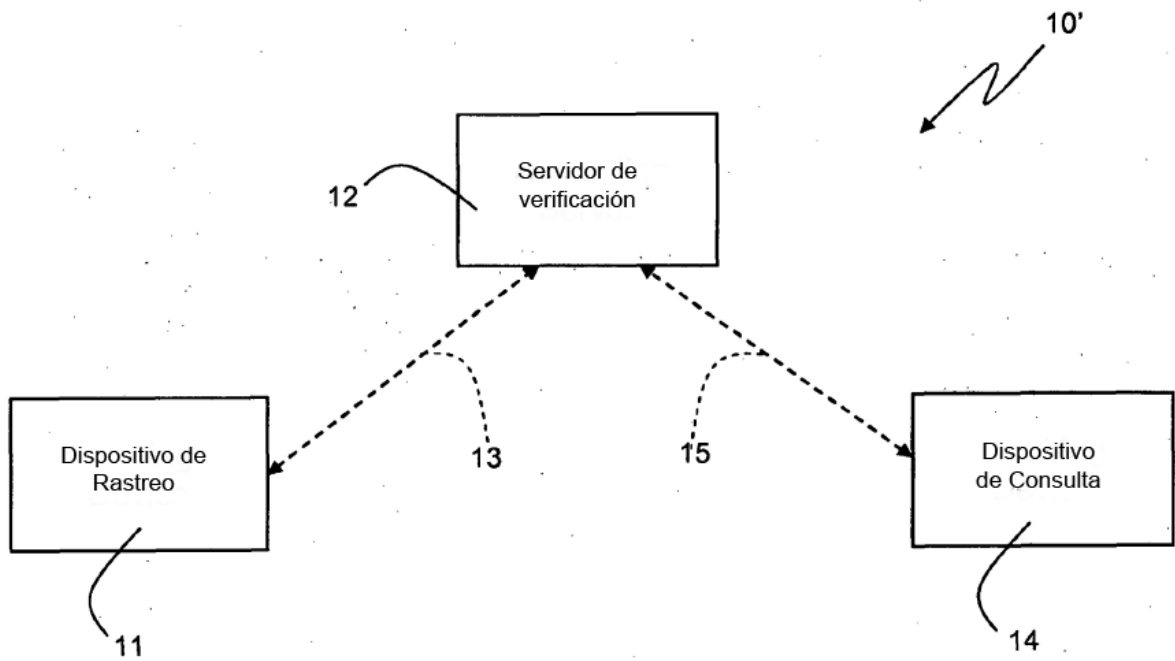 10'
Servidor de
verificación
12
13
15
Dispositivo de
Rastreo
Dispositivo
de Consulta
11
14